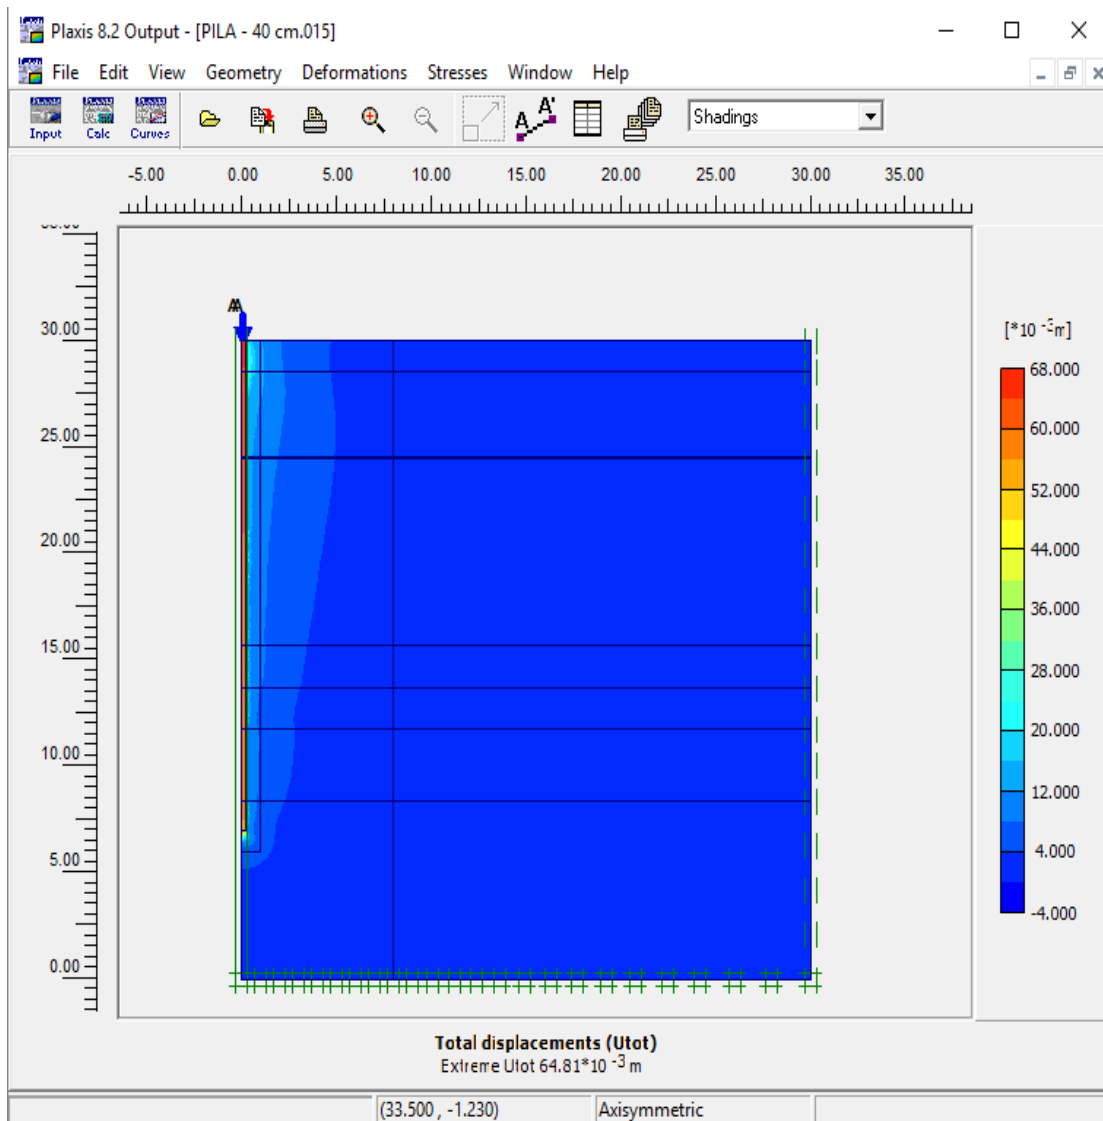 Plaxis 8.2 Output - [PILA - 40 cm.015]
File Edit View Geometry Deformations Stresses Window Help
Input Calc Curves A A' Shadings
-5.00 0.00 5.00 10.00 15.00 20.00 25.00 30.00 35.00
AA
30.00
25.00
20.00
15.00
10.00
5.00
0.00
[*10 -3m]
68.000
60.000
52.000
44.000
36.000
28.000
20.000
12.000
4.000
-4.000
Total displacements (Utot)
Extreme Utot 64.81*10 -3 m
(33.500 , -1.230) Axisymmetric